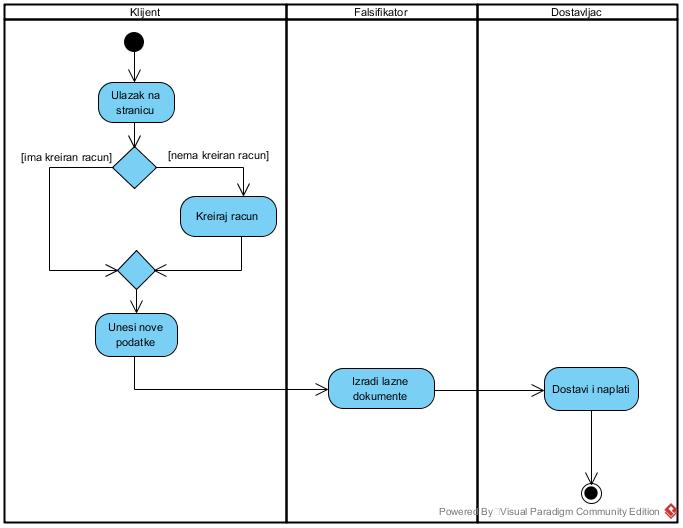 Klijent
Falsifikator
Dostavljac
Ulazak na
stranicu
[ima kreiran racun]
[nema kreiran racun]
Kreiraj racun
Unesi nove
podatke
Izradi lazne
dokumente
Dostavi i naplati
Powered By Visual Paradigm Community Edition